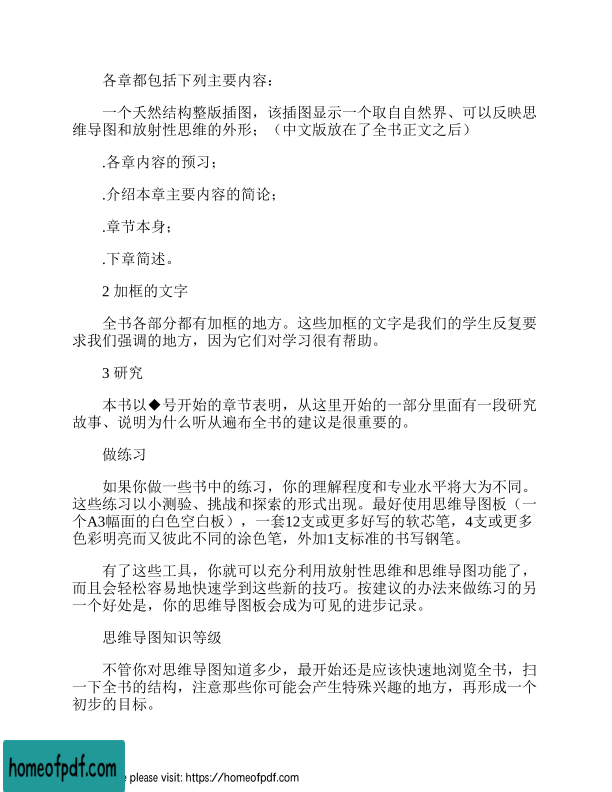 各章都包括下列主要内容：
一个天然结构整版插图，该插图显示一个取自自然界、可以反映思
维导图和放射性思维的外形；（中文版放在了全书正文之后）
.各章内容的预习；
.介绍本章主要内容的简论；
.章节本身；
.下章简述。
2 加框的文字
全书各部分都有加框的地方。这些加框的文字是我们的学生反复要
求我们强调的地方，因为它们对学习很有帮助。
3 研究
本书以◆号开始的章节表明，从这里开始的一部分里面有一段研究
故事、说明为什么听从遍布全书的建议是很重要的。
做练习
如果你做一些书中的练习，你的理解程度和专业水平将大为不同。
这些练习以小测验、挑战和探索的形式出现。最好使用思维导图板（一
个A3幅面的白色空白板），一套12支或更多好写的软芯笔，4支或更多
色彩明亮而又彼此不同的涂色笔，外加1支标准的书写钢笔。
有了这些工具，你就可以充分利用放射性思维和思维导图功能了，
而且会轻松容易地快速学到这些新的技巧。按建议的办法来做练习的另
一个好处是，你的思维导图板会成为可见的进步记录。
思维导图知识等级
不管你对思维导图知道多少，最开始还是应该快速地浏览全书，扫
一下全书的结构，注意那些你可能会产生特殊兴趣的地方，再形成一个
初步的目标。
homeofpdf.com
please visit: https://homeofpdf.com